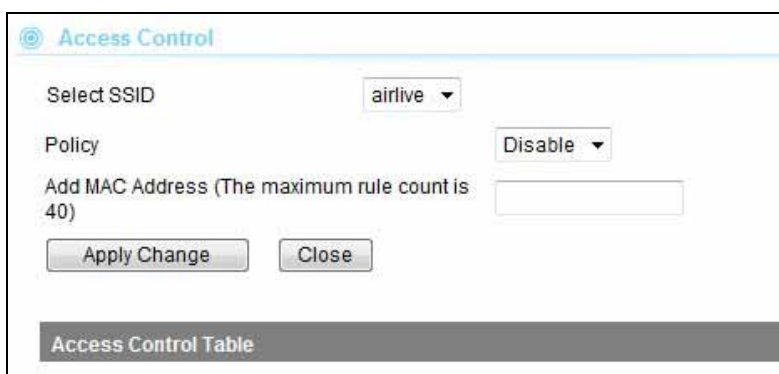 Access Control
Select SSID airlive
Policy Disable
Add MAC Address (The maximum rule count is
40)
Apply Change Close
Access Control Table